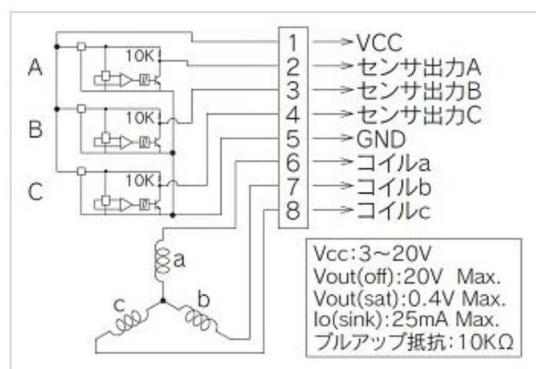 A
10K
B
10K
C
10K
1 VCC
2 センサ出力A
3 センサ出力B
4 センサ出力C
5 GND
6 コイルa
7 コイルb
8 コイルc
a
c
b
Vcc:3～20V
Vout(off):20V Max.
Vout(sat):0.4V Max.
Io(sink):25mA Max.
プルアップ抵抗:10KΩ